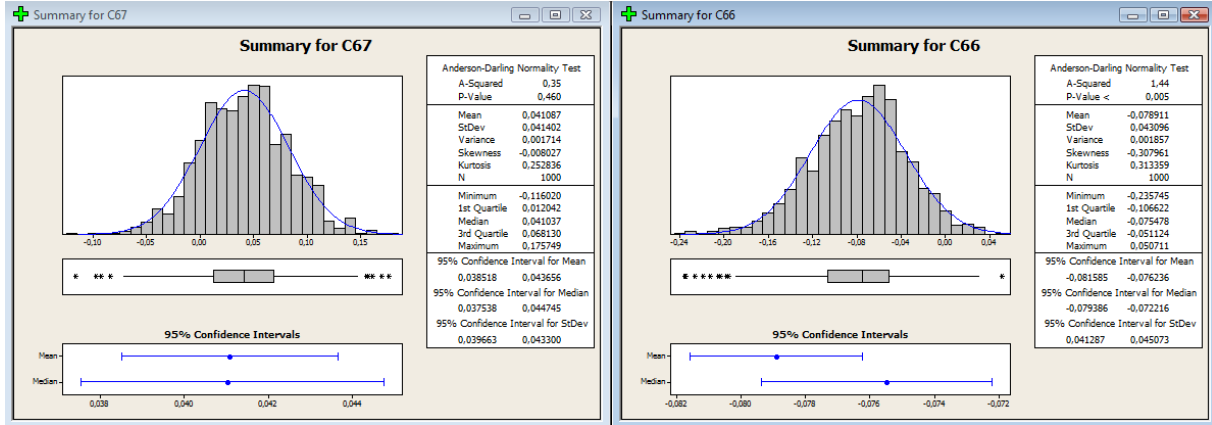 Summary for C67
Summary for C67
Anderson-Darling Normality Test
A-Squared 0,35
P-Value 0,460
Mean 0,041087
StDev 0,041402
Variance 0,001714
Skewness -0,008027
Kurtosis 0,252836
N 1000
Minimum -0,116020
1st Quartile 0,012042
Median 0,041037
3rd Quartile 0,068130
Maximum 0,175749
95% Confidence Interval for Mean
0,038518 0,043656
95% Confidence Interval for Median
0,037538 0,044745
95% Confidence Interval for StDev
0,039663 0,043300
-0,10 -0,05 0,00 0,05 0,10 0,15
95% Confidence Intervals
Mean
Median
0,038 0,040 0,042 0,044
Summary for C66
Summary for C66
Anderson-Darling Normality Test
A-Squared 1,44
P-Value < 0,005
Mean -0,078911
StDev 0,043096
Variance 0,001857
Skewness -0,307961
Kurtosis 0,313359
N 1000
Minimum -0,235745
1st Quartile -0,106622
Median -0,075478
3rd Quartile -0,051124
Maximum 0,050711
95% Confidence Interval for Mean
-0,081585 -0,076236
95% Confidence Interval for Median
-0,079386 -0,072216
95% Confidence Interval for StDev
0,041287 0,045073
-0,24 -0,20 -0,16 -0,12 -0,08 -0,04 0,00 0,04
95% Confidence Intervals
Mean
Median
-0,082 -0,080 -0,078 -0,076 -0,074 -0,072